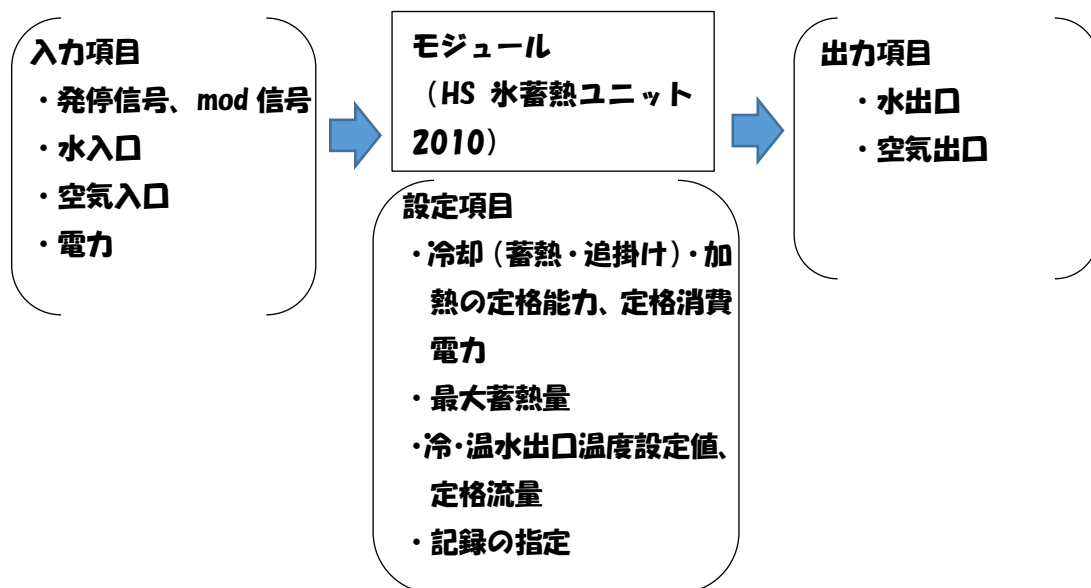 入力項目
・発停信号、mod 信号
・水入口
・空気入口
・電力
モジュール
（HS 氷蓄熱ユニット
2010）
設定項目
・冷却（蓄熱・追掛け）・加
熱の定格能力、定格消費
電力
・最大蓄熱量
・冷・温水出口温度設定値、
定格流量
・記録の指定
出力項目
・水出口
・空気出口